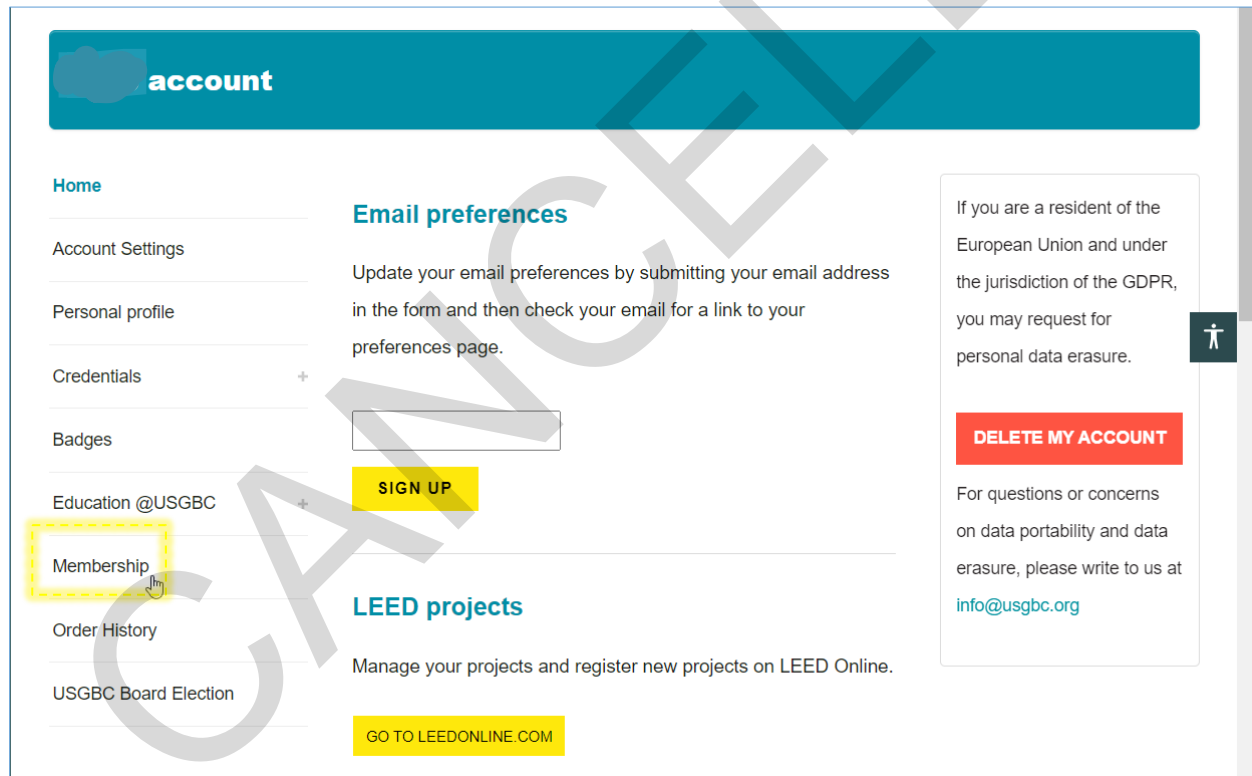 account
Home
Account Settings
Personal profile
Credentials +
Badges
Education @USGBC +
Membership
Order History
USGBC Board Election
Email preferences
Update your email preferences by submitting your email address
in the form and then check your email for a link to your
preferences page.
SIGN UP
LEED projects
Manage your projects and register new projects on LEED Online.
GO TO LEEDONLINE.COM
If you are a resident of the
European Union and under
the jurisdiction of the GDPR,
you may request for
personal data erasure.
DELETE MY ACCOUNT
For questions or concerns
on data portability and data
erasure, please write to us at
info@usgbc.org